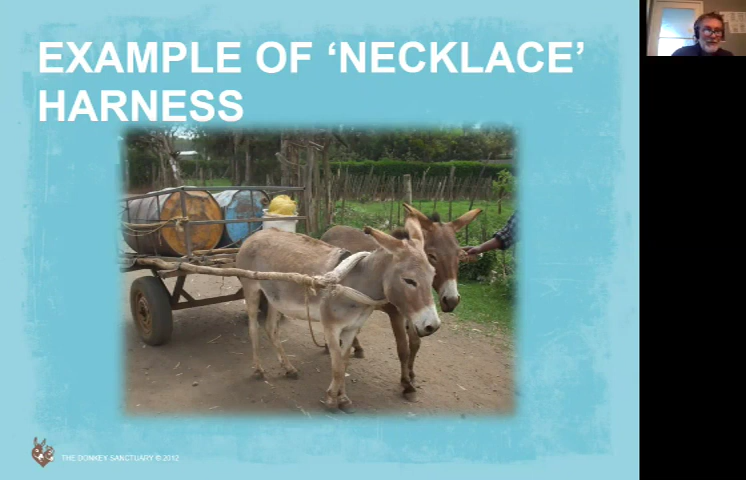 EXAMPLE OF ‘NECKLACE’
HARNESS
THE DONKEY SANCTUARY © 2012